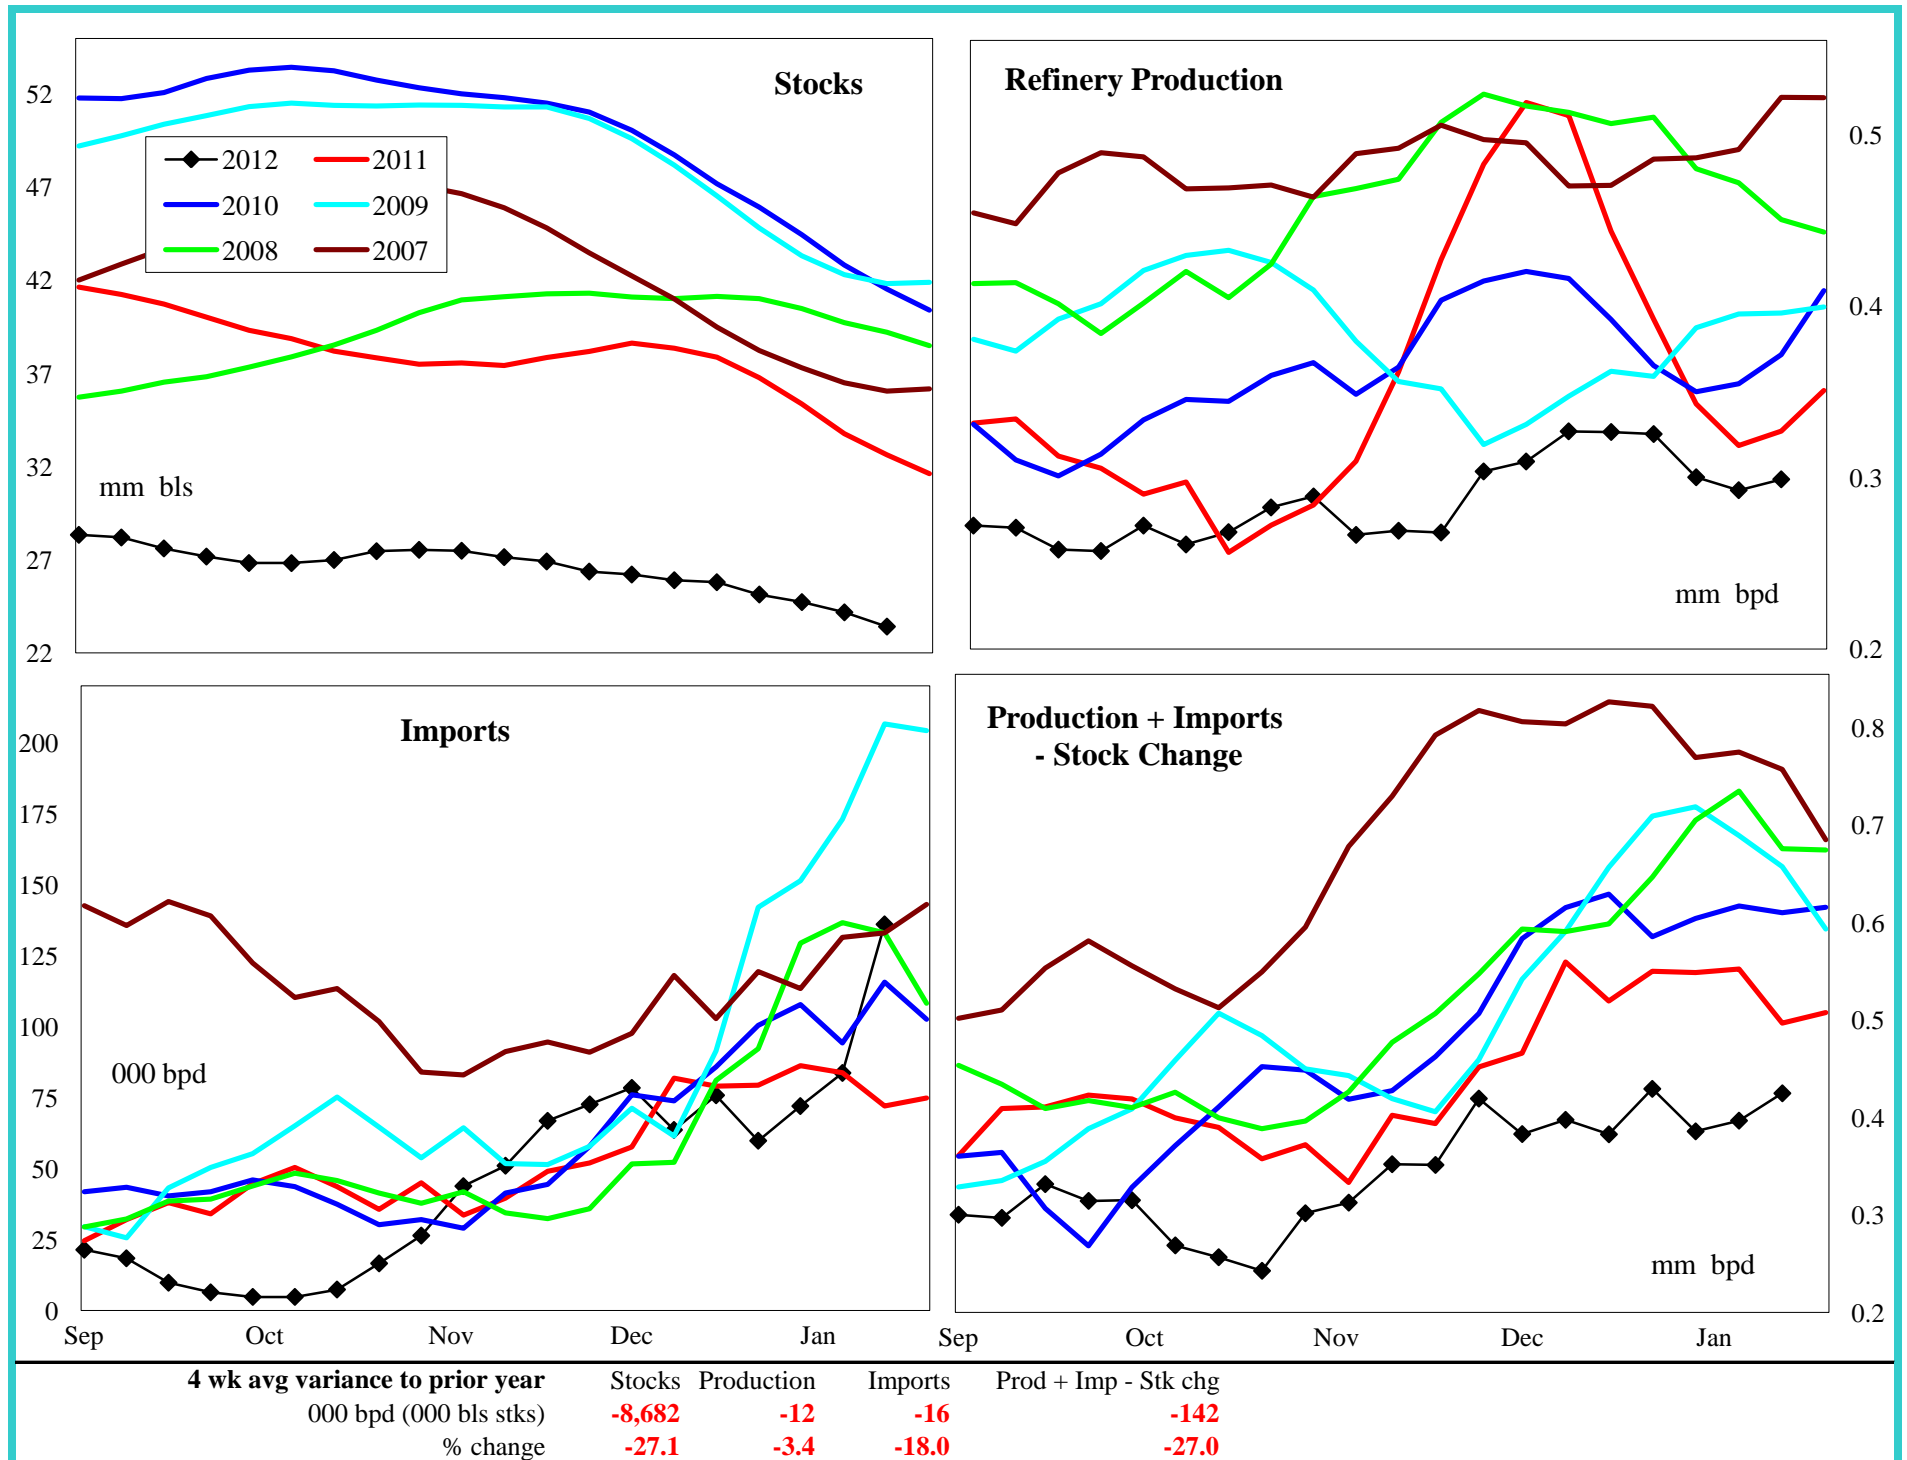 Stocks
52
47
42
37
32
27
22
2012 2011
2010 2009
2008 2007
mm bls
Refinery Production
0.5
0.4
0.3
0.2
mm bpd
Imports
200
175
150
125
100
75
50
25
0
000 bpd
Sep Oct Nov Dec Jan
Production + Imports
- Stock Change
0.8
0.7
0.6
0.5
0.4
0.3
0.2
mm bpd
Sep Oct Nov Dec Jan
4 wk avg variance to prior year Stocks Production Imports Prod + Imp - Stk chg
000 bpd (000 bls stks) -8,682 -12 -16 -142
% change -27.1 -3.4 -18.0 -27.0